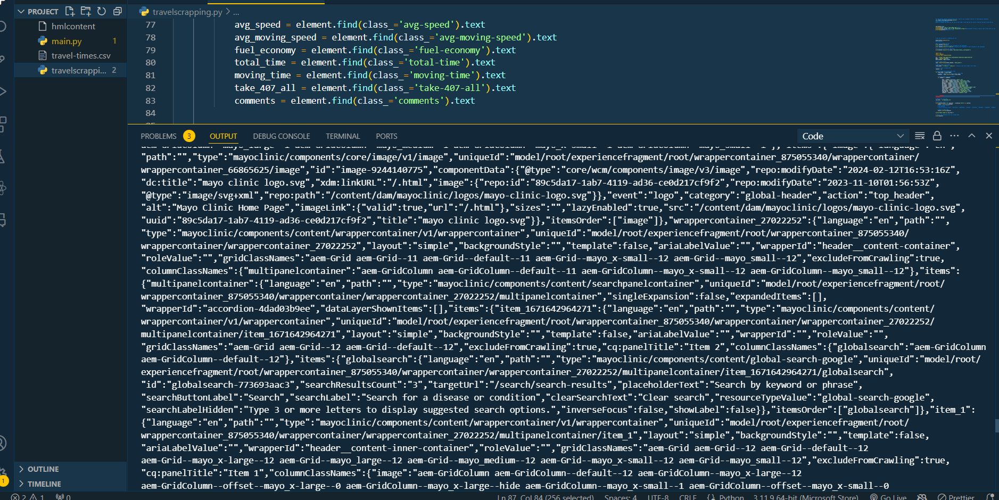 PROJECT
hmlcontent
main.py 1
travel-times.csv
travelscrappi... 2
OUTLINE
TIMELINE
travelscrapping.py > ...
77 avg_speed = element.find(class_='avg-speed').text
78 avg_moving_speed = element.find(class_='avg-moving-speed').text
79 fuel_economy = element.find(class_='fuel-economy').text
80 total_time = element.find(class_='total-time').text
81 moving_time = element.find(class_='moving-time').text
82 take_407_all = element.find(class_='take-407-all').text
83 comments = element.find(class_='comments').text
84
PROBLEMS 3 OUTPUT DEBUG CONSOLE TERMINAL PORTS Code
"path":"","type":"mayoclinic/components/core/image/v1/image","uniqueId":"model/root/experiencefragment/root/wrappercontainer_875055340/wrappercontainer/
wrappercontainer_66865625/image","id":"image-9244140775","componentData":{"@type":"core/wcm/components/image/v3/image","repo:modifyDate":"2024-02-12T16:53:16Z",
"dc:title":"mayo clinic logo.svg","xdm:linkURL":"/.html","image":{"repo:id":"89c5da17-1ab7-4119-ad36-ce0d217cf9f2","repo:modifyDate":"2023-11-10T01:56:53Z",
"@type":"image/svg+xml","repo:path":"/content/dam/mayoclinic/logos/mayo-clinic-logo.svg"}},"event":"logo","category":"global-header","action":"top_header",
"alt":"Mayo Clinic Home Page","imageLink":{"valid":true,"url":"/.html"},"sizes":"","lazyEnabled":true,"src":"/content/dam/mayoclinic/logos/mayo-clinic-logo.svg",
"uuid":"89c5da17-1ab7-4119-ad36-ce0d217cf9f2","title":"mayo clinic logo.svg"}},"itemsOrder":["image"]},"wrappercontainer_27022252":{"language":"en","path":"",
"type":"mayoclinic/components/content/wrappercontainer/v1/wrappercontainer","uniqueId":"model/root/experiencefragment/root/wrappercontainer_875055340/
wrappercontainer/wrappercontainer_27022252","layout":"simple","backgroundStyle":"","template":false,"ariaLabelValue":"","wrapperId":"header__content-container",
"roleValue":"","gridClassNames":"aem-Grid aem-Grid--11 aem-Grid--default--11 aem-Grid--mayo_x-small--12 aem-Grid--mayo_small--12","excludeFromCrawling":true,
"columnClassNames":{"multipanelcontainer":"aem-GridColumn aem-GridColumn--default--11 aem-GridColumn--mayo_x-small--12 aem-GridColumn--mayo_small--12"},"items":
{"multipanelcontainer":{"language":"en","path":"","type":"mayoclinic/components/content/searchpanelcontainer","uniqueId":"model/root/experiencefragment/root/
wrappercontainer_875055340/wrappercontainer/wrappercontainer_27022252/multipanelcontainer","singleExpansion":false,"expandedItems":[],
"wrapperId":"accordion-4dad03b9ee","dataLayerShownItems":[],"items":{"item_1671642964271":{"language":"en","path":"","type":"mayoclinic/components/content/
wrappercontainer/v1/wrappercontainer","uniqueId":"model/root/experiencefragment/root/wrappercontainer_875055340/wrappercontainer/wrappercontainer_27022252/
multipanelcontainer/item_1671642964271","layout":"simple","backgroundStyle":"","template":false,"ariaLabelValue":"","wrapperId":"","roleValue":"",
"gridClassNames":"aem-Grid aem-Grid--12 aem-Grid--default--12","excludeFromCrawling":true,"cq:panelTitle":"Item 2","columnClassNames":{"globalsearch":"aem-GridColumn
aem-GridColumn--default--12"},"items":{"globalsearch":{"language":"en","path":"","type":"mayoclinic/components/content/global-search-google","uniqueId":"model/root/
experiencefragment/root/wrappercontainer_875055340/wrappercontainer/wrappercontainer_27022252/multipanelcontainer/item_1671642964271/globalsearch",
"id":"globalsearch-773693aac3","searchResultsCount":"3","targetUrl":"/search/search-results","placeholderText":"Search by keyword or phrase",
"searchButtonLabel":"Search","searchLabel":"Search for a disease or condition","clearSearchText":"Clear search","resourceTypeValue":"global-search-google",
"searchLabelHidden":"Type 3 or more letters to display suggested search options.","inverseFocus":false,"showLabel":false}},"itemsOrder":["globalsearch"]},"item_1":
{"language":"en","path":"","type":"mayoclinic/components/content/wrappercontainer/v1/wrappercontainer","uniqueId":"model/root/experiencefragment/root/
wrappercontainer_875055340/wrappercontainer/wrappercontainer_27022252/multipanelcontainer/item_1","layout":"simple","backgroundStyle":"","template":false,
"ariaLabelValue":"","wrapperId":"header__content-inner-container","roleValue":"","gridClassNames":"aem-Grid aem-Grid--12 aem-Grid--default--12
aem-Grid--mayo_x-large--12 aem-Grid--mayo_large--12 aem-Grid--mayo_medium--12 aem-Grid--mayo_x-small--12 aem-Grid--mayo_small--12","excludeFromCrawling":true,
"cq:panelTitle":"Item 1","columnClassNames":{"image":"aem-GridColumn aem-GridColumn--default--12 aem-GridColumn--mayo_x-large--12
aem-GridColumn--offset--mayo_x-large--0 aem-GridColumn--mayo_x-large--hide aem-GridColumn--mayo_x-small--1 aem-GridColumn--offset--mayo_x-small--0
1
2 1 0 Ln 87, Col 84 (256 selected) Spaces: 4 UTF-8 CRLF Python 3.11.9 64-bit (Microsoft Store) Go Live Prettier